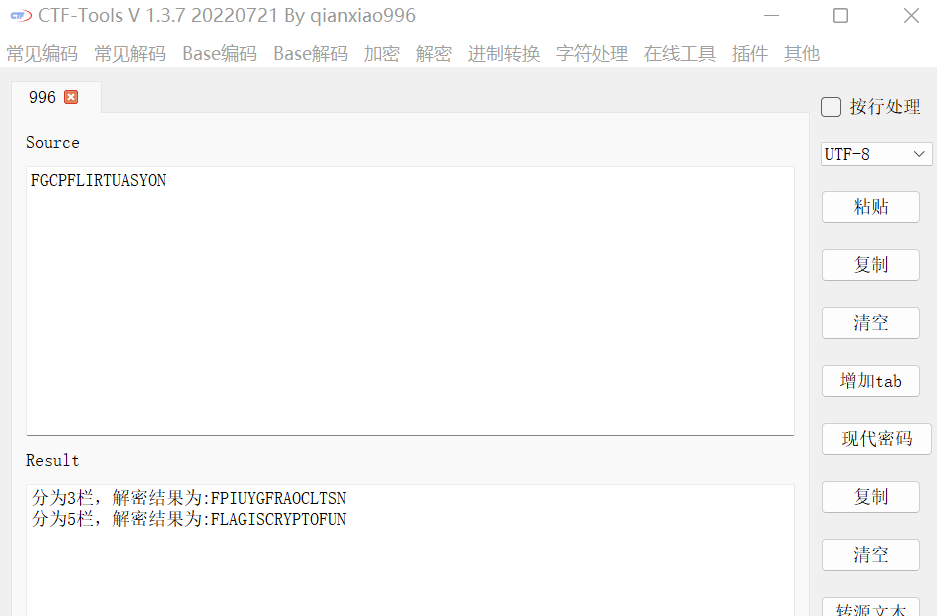 CTF CTF-Tools V 1.3.7 20220721 By qianxiao996
常见编码 常见解码 Base编码 Base解码 加密 解密 进制转换 字符处理 在线工具 插件 其他
996
按行处理
Source
UTF-8
FGCPFLIRTUASYON
粘贴
复制
清空
增加tab
现代密码
Result
分为3栏，解密结果为:FPIUYGFRAOCLTSN
分为5栏，解密结果为:FLAGISCRYPTOFUN
复制
清空
转源文本